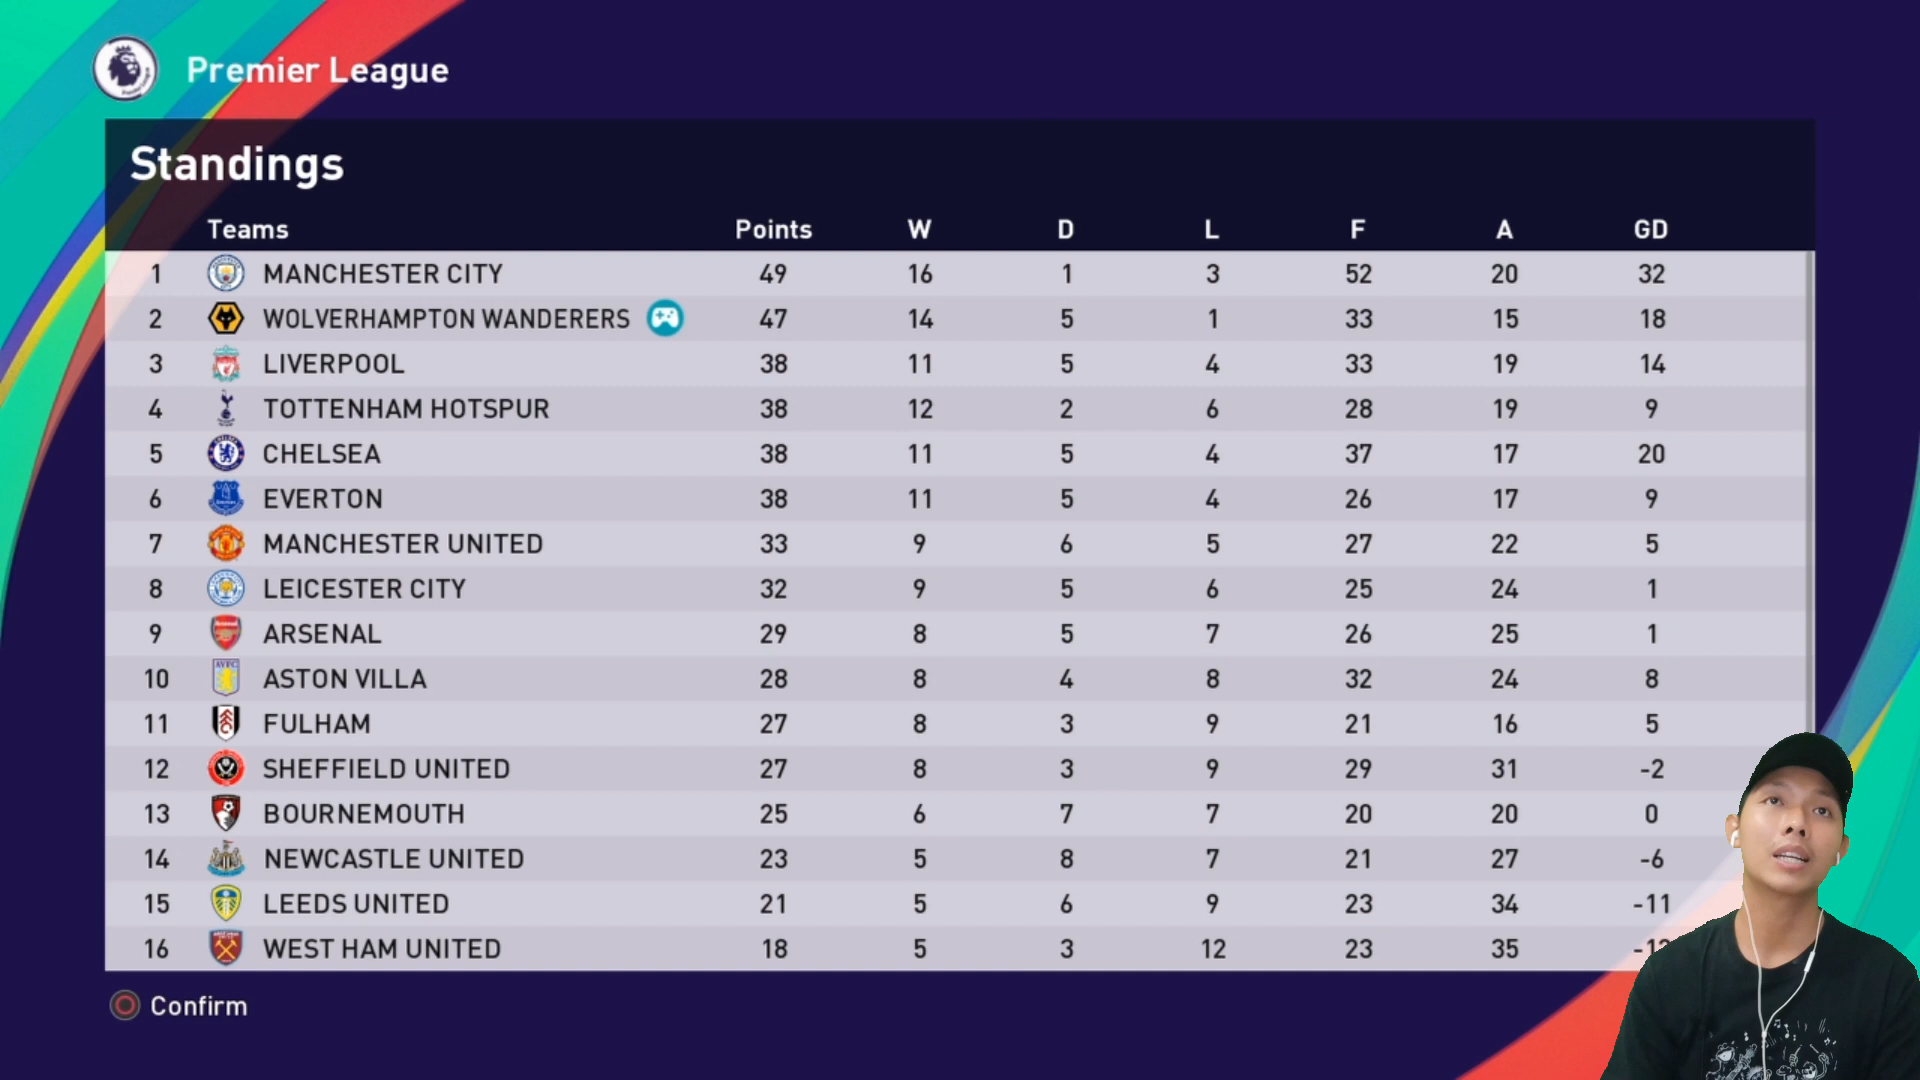 Premier League
Standings
Teams Points W D L F A GD
1 MANCHESTER CITY 49 16 1 3 52 20 32
2 WOLVERHAMPTON WANDERERS 47 14 5 1 33 15 18
3 LIVERPOOL 38 11 5 4 33 19 14
4 TOTTENHAM HOTSPUR 38 12 2 6 28 19 9
5 CHELSEA 38 11 5 4 37 17 20
6 EVERTON 38 11 5 4 26 17 9
7 MANCHESTER UNITED 33 9 6 5 27 22 5
8 LEICESTER CITY 32 9 5 6 25 24 1
9 ARSENAL 29 8 5 7 26 25 1
10 ASTON VILLA 28 8 4 8 32 24 8
11 FULHAM 27 8 3 9 21 16 5
12 SHEFFIELD UNITED 27 8 3 9 29 31 -2
13 BOURNEMOUTH 25 6 7 7 20 20 0
14 NEWCASTLE UNITED 23 5 8 7 21 27 -6
15 LEEDS UNITED 21 5 6 9 23 34 -11
16 WEST HAM UNITED 18 5 3 12 23 35 -12
Confirm